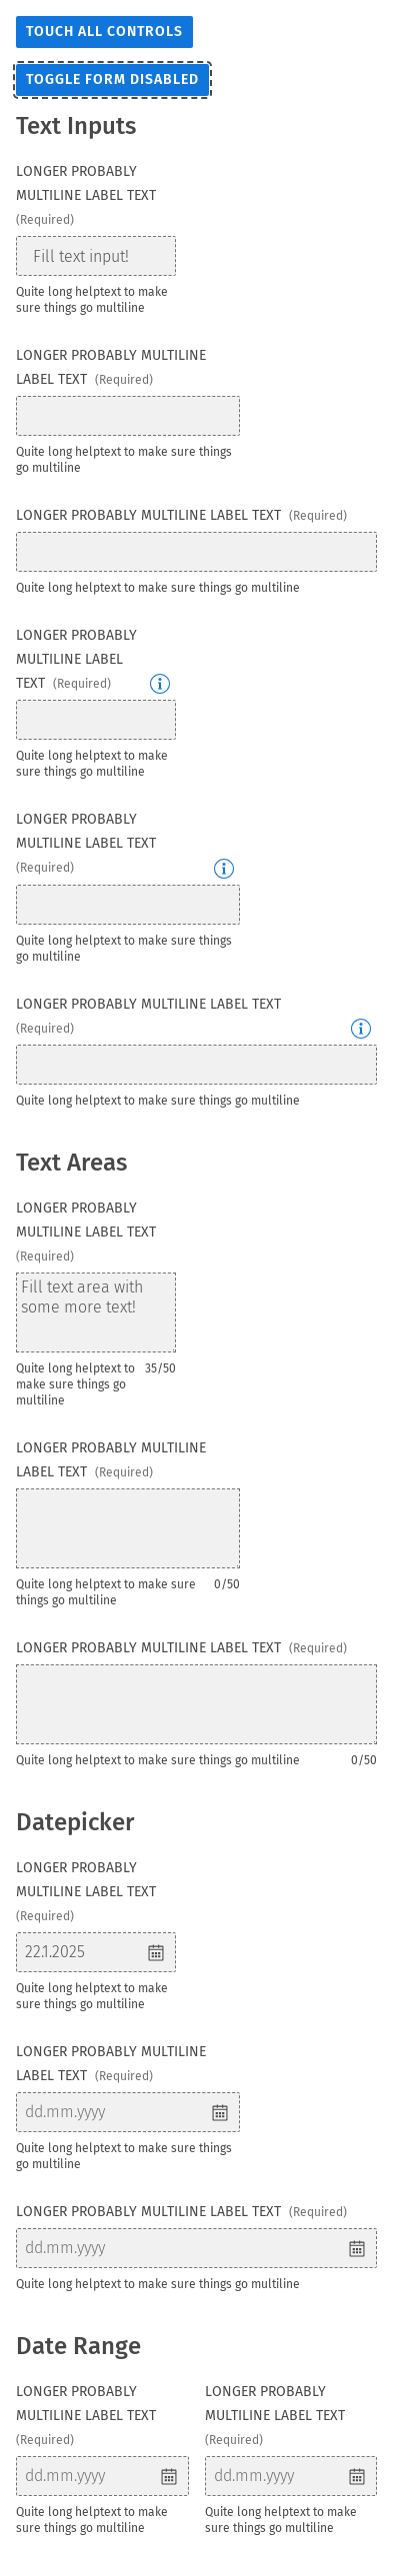 TOUCH ALL CONTROLS
TOGGLE FORM DISABLED
Text Inputs
LONGER PROBABLY
MULTILINE LABEL TEXT
(Required)
Fill text input!
Quite long helptext to make
sure things go multiline
LONGER PROBABLY MULTILINE
LABEL TEXT (Required)
Quite long helptext to make sure things
go multiline
LONGER PROBABLY MULTILINE LABEL TEXT (Required)
Quite long helptext to make sure things go multiline
LONGER PROBABLY
MULTILINE LABEL
TEXT (Required)
Quite long helptext to make
sure things go multiline
LONGER PROBABLY
MULTILINE LABEL TEXT
(Required)
Quite long helptext to make sure things
go multiline
LONGER PROBABLY MULTILINE LABEL TEXT
(Required)
Quite long helptext to make sure things go multiline
Text Areas
LONGER PROBABLY
MULTILINE LABEL TEXT
(Required)
Fill text area with
some more text!
Quite long helptext to 35/50
make sure things go
multiline
LONGER PROBABLY MULTILINE
LABEL TEXT (Required)
Quite long helptext to make sure 0/50
things go multiline
LONGER PROBABLY MULTILINE LABEL TEXT (Required)
Quite long helptext to make sure things go multiline 0/50
Datepicker
LONGER PROBABLY
MULTILINE LABEL TEXT
(Required)
22.1.2025
Quite long helptext to make
sure things go multiline
LONGER PROBABLY MULTILINE
LABEL TEXT (Required)
dd.mm.yyyy
Quite long helptext to make sure things
go multiline
LONGER PROBABLY MULTILINE LABEL TEXT (Required)
dd.mm.yyyy
Quite long helptext to make sure things go multiline
Date Range
LONGER PROBABLY
MULTILINE LABEL TEXT
(Required)
dd.mm.yyyy
Quite long helptext to make
sure things go multiline
LONGER PROBABLY
MULTILINE LABEL TEXT
(Required)
dd.mm.yyyy
Quite long helptext to make
sure things go multiline